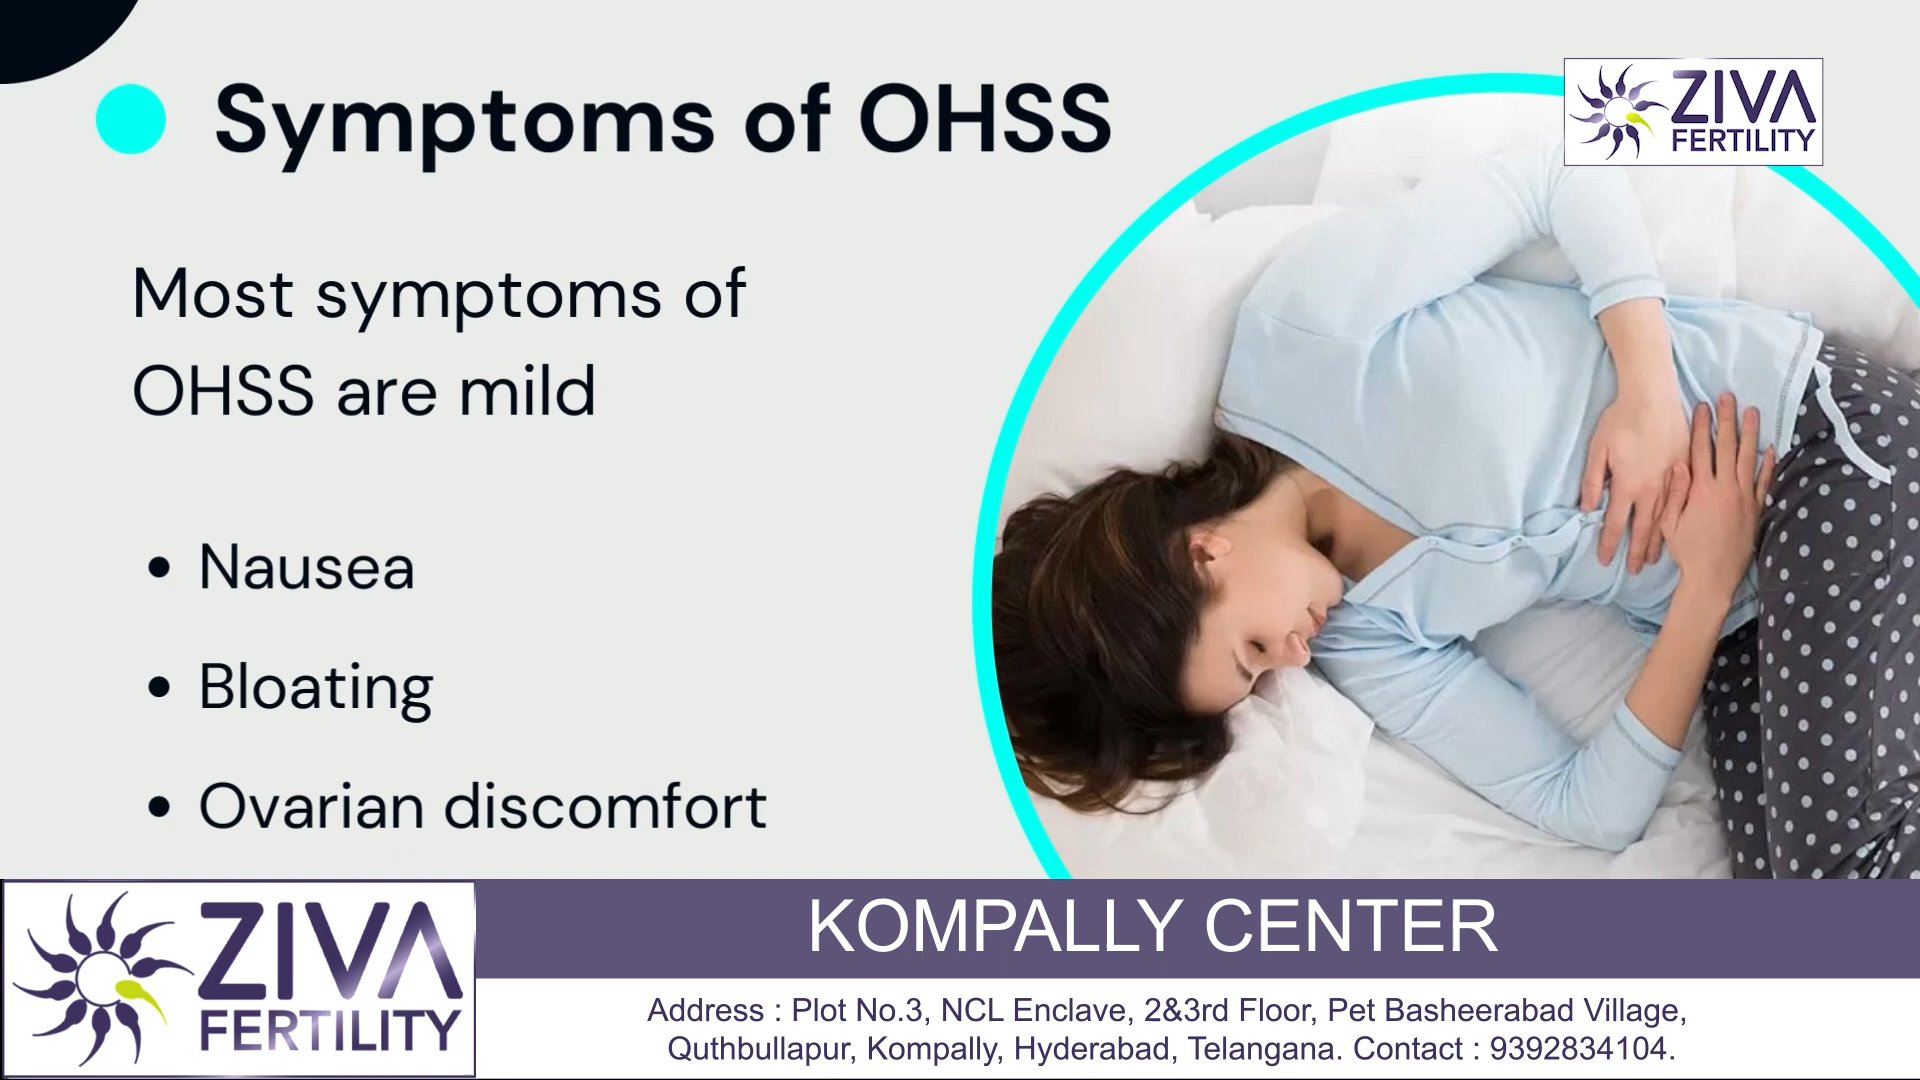 Symptoms of OHSS
ZIVA
FERTILITY
Most symptoms of
OHSS are mild
• Nausea
• Bloating
• Ovarian discomfort
ZIVA
FERTILITY
KOMPALLY CENTER
Address : Plot No.3, NCL Enclave, 2&3rd Floor, Pet Basheerabad Village,
Quthbullapur, Kompally, Hyderabad, Telangana. Contact : 9392834104.